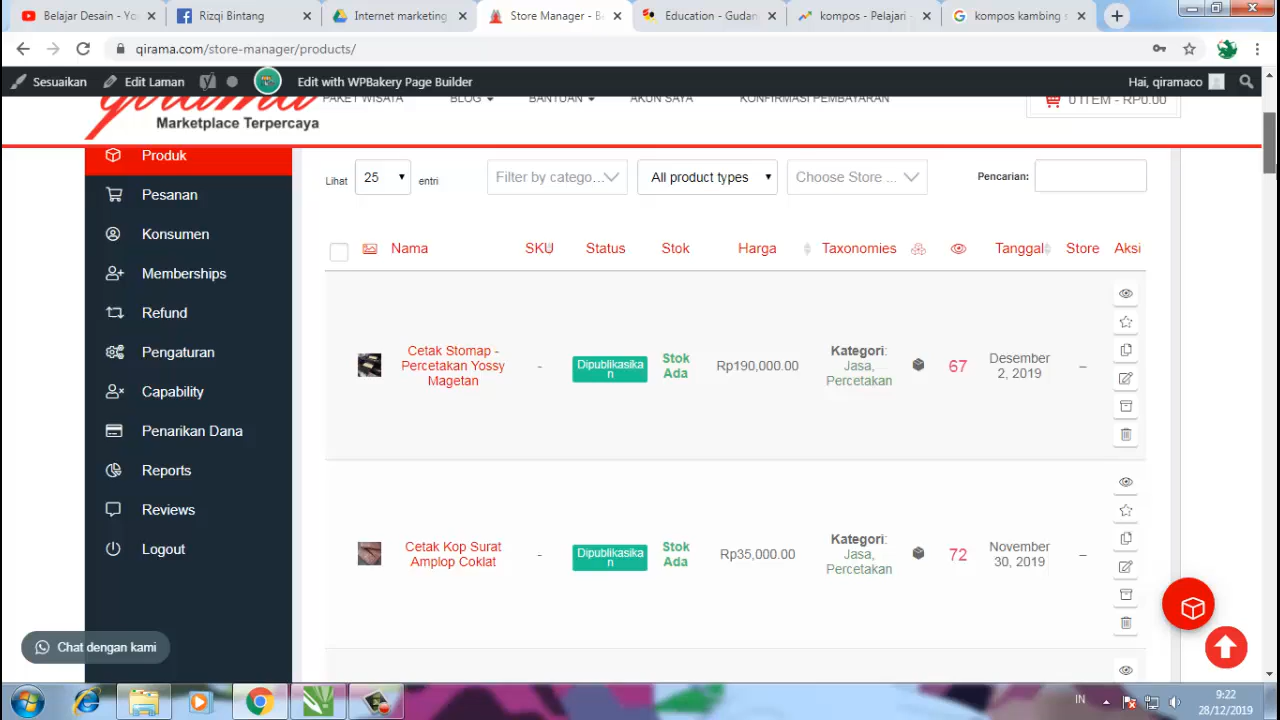 Belajar Desain - Yo
Rizqi Bintang
Internet marketing
Store Manager - B
Education - Gudan
kompos - Pelajari
kompos kambing s
qirama.com/store-manager/products/
Sesuaikan
Edit Laman
Edit with WPBakery Page Builder
Hai, qiramaco
qirama
Marketplace Terpercaya
PAKET WISATA
BLOG
BANTUAN
AKUN SAYA
KONFIRMASI PEMBAYARAN
0 ITEM - RP0.00
Produk
Pesanan
Konsumen
Memberships
Refund
Pengaturan
Capability
Penarikan Dana
Reports
Reviews
Logout
Lihat 25 entri
Filter by catego...
All product types
Choose Store ...
Pencarian:
Nama SKU Status Stok Harga Taxonomies Tanggal Store Aksi
Cetak Stomap -
Percetakan Yossy
Magetan
-
Dipublikasika
n
Stok
Ada
Rp190,000.00
Kategori:
Jasa,
Percetakan
67
Desember
2, 2019
–
Cetak Kop Surat
Amplop Coklat
-
Dipublikasika
n
Stok
Ada
Rp35,000.00
Kategori:
Jasa,
Percetakan
72
November
30, 2019
–
Chat dengan kami
IN
9:22
28/12/2019